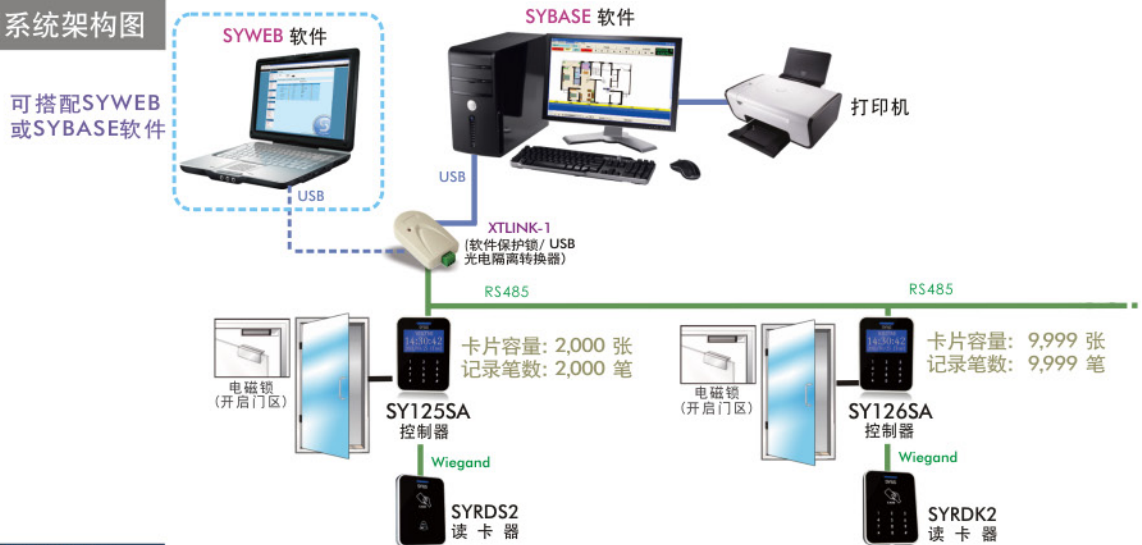 系统架构图
SYWEB 软件
SYBASE 软件
可搭配SYWEB
或SYBASE软件
打印机
USB
USB
XTLINK-1
(软件保护锁/ USB
光电隔离转换器)
RS485
RS485
电磁锁
(开启门区)
14:30:42
卡片容量: 2,000 张
记录笔数: 2,000 笔
SY125SA
控制器
Wiegand
SYRDS2
读卡器
电磁锁
(开启门区)
14:30:42
卡片容量: 9,999 张
记录笔数: 9,999 笔
SY126SA
控制器
Wiegand
SYRDK2
读卡器